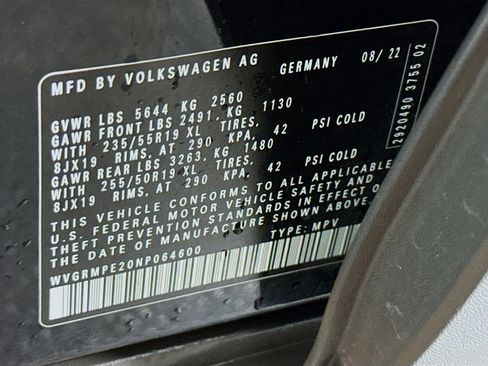 MFD BY VOLKSWAGEN AG GERMANY 08/ 22
GVWR LBS 5644 KG 2560
GAWR FRONT LBS 2491, KG 1130
WITH 235/55R19 XL TIRES,
8JX19 RIMS, AT 290 KPA, 42 PSI COLD
GAWR REAR LBS 3263, KG 1480
WITH 255/50R19 XL TIRES,
8JX19 RIMS, AT 290 KPA, 42 PSI COLD
THIS VEHICLE CONFORMS TO ALL APPLICABLE
U.S. FEDERAL MOTOR VEHICLE SAFETY AND
THEFT PREVENTION STANDARDS IN EFFECT ON
THE DATE OF MANUFACTURE SHOWN ABOVE
WVGRMPE20NP064600 TYPE: MPV
2920490 3755 02